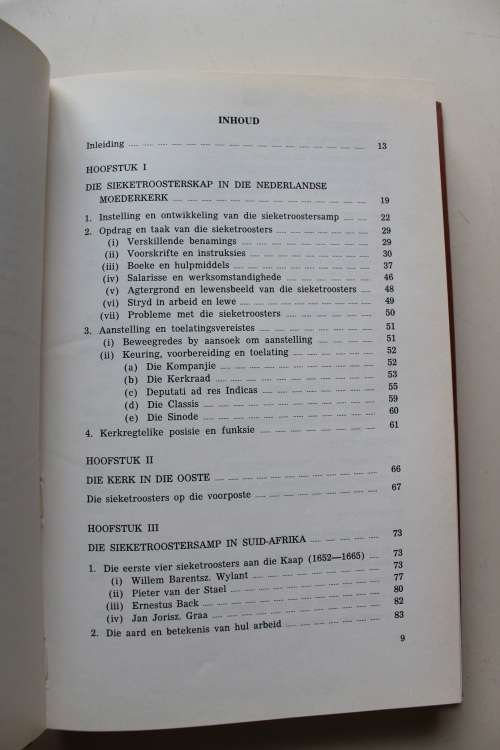 INHOUD
Inleiding .... .... .... .... .... .... .... .... .... .... .... .... .... .... .... 13
HOOFSTUK I
DIE SIEKETROOSTERSKAP IN DIE NEDERLANDSE
MOEDERKERK .... .... .... .... .... .... .... .... .... .... .... 19
1. Instelling en ontwikkeling van die sieketroostersamp .... .... 22
2. Opdrag en taak van die sieketroosters .... .... .... .... .... 29
(i) Verskillende benamings .... .... .... .... .... .... .... 29
(ii) Voorskrifte en instruksies .... .... .... .... .... .... .... 30
(iii) Boeke en hulpmiddels .... .... .... .... .... .... .... 37
(iv) Salarisse en werksomstandighede .... .... .... .... .... 46
(v) Agtergrond en lewensbeeld van die sieketroosters .... 48
(vi) Stryd in arbeid en lewe .... .... .... .... .... .... .... 49
(vii) Probleme met die sieketroosters .... .... .... .... .... 50
3. Aanstelling en toelatingsvereistes .... .... .... .... .... .... 51
(i) Beweegredes by aansoek om aanstelling .... .... .... 51
(ii) Keuring, voorbereiding en toelating .... .... .... .... 52
(a) Die Kompanjie .... .... .... .... .... .... .... .... 52
(b) Die Kerkraad .... .... .... .... .... .... .... .... 53
(c) Deputati ad res Indicas .... .... .... .... .... .... 55
(d) Die Classis .... .... .... .... .... .... .... .... .... 59
(e) Die Sinode .... .... .... .... .... .... .... .... .... 60
4. Kerkregtelike posisie en funksie .... .... .... .... .... .... 61
HOOFSTUK II
DIE KERK IN DIE OOSTE .... .... .... .... .... .... .... .... 66
Die sieketroosters op die voorposte .... .... .... .... .... .... 67
HOOFSTUK III
DIE SIEKETROOSTERSAMP IN SUID-AFRIKA .... .... .... .... 73
1. Die eerste vier sieketroosters aan die Kaap (1652—1665) .... 73
(i) Willem Barentsz. Wylant .... .... .... .... .... .... .... 73
(ii) Pieter van der Stael .... .... .... .... .... .... .... .... 77
(iii) Ernestus Back .... .... .... .... .... .... .... .... .... 80
(iv) Jan Jorisz. Graa .... .... .... .... .... .... .... .... 82
2. Die aard en betekenis van hul arbeid .... .... .... .... .... 83
9